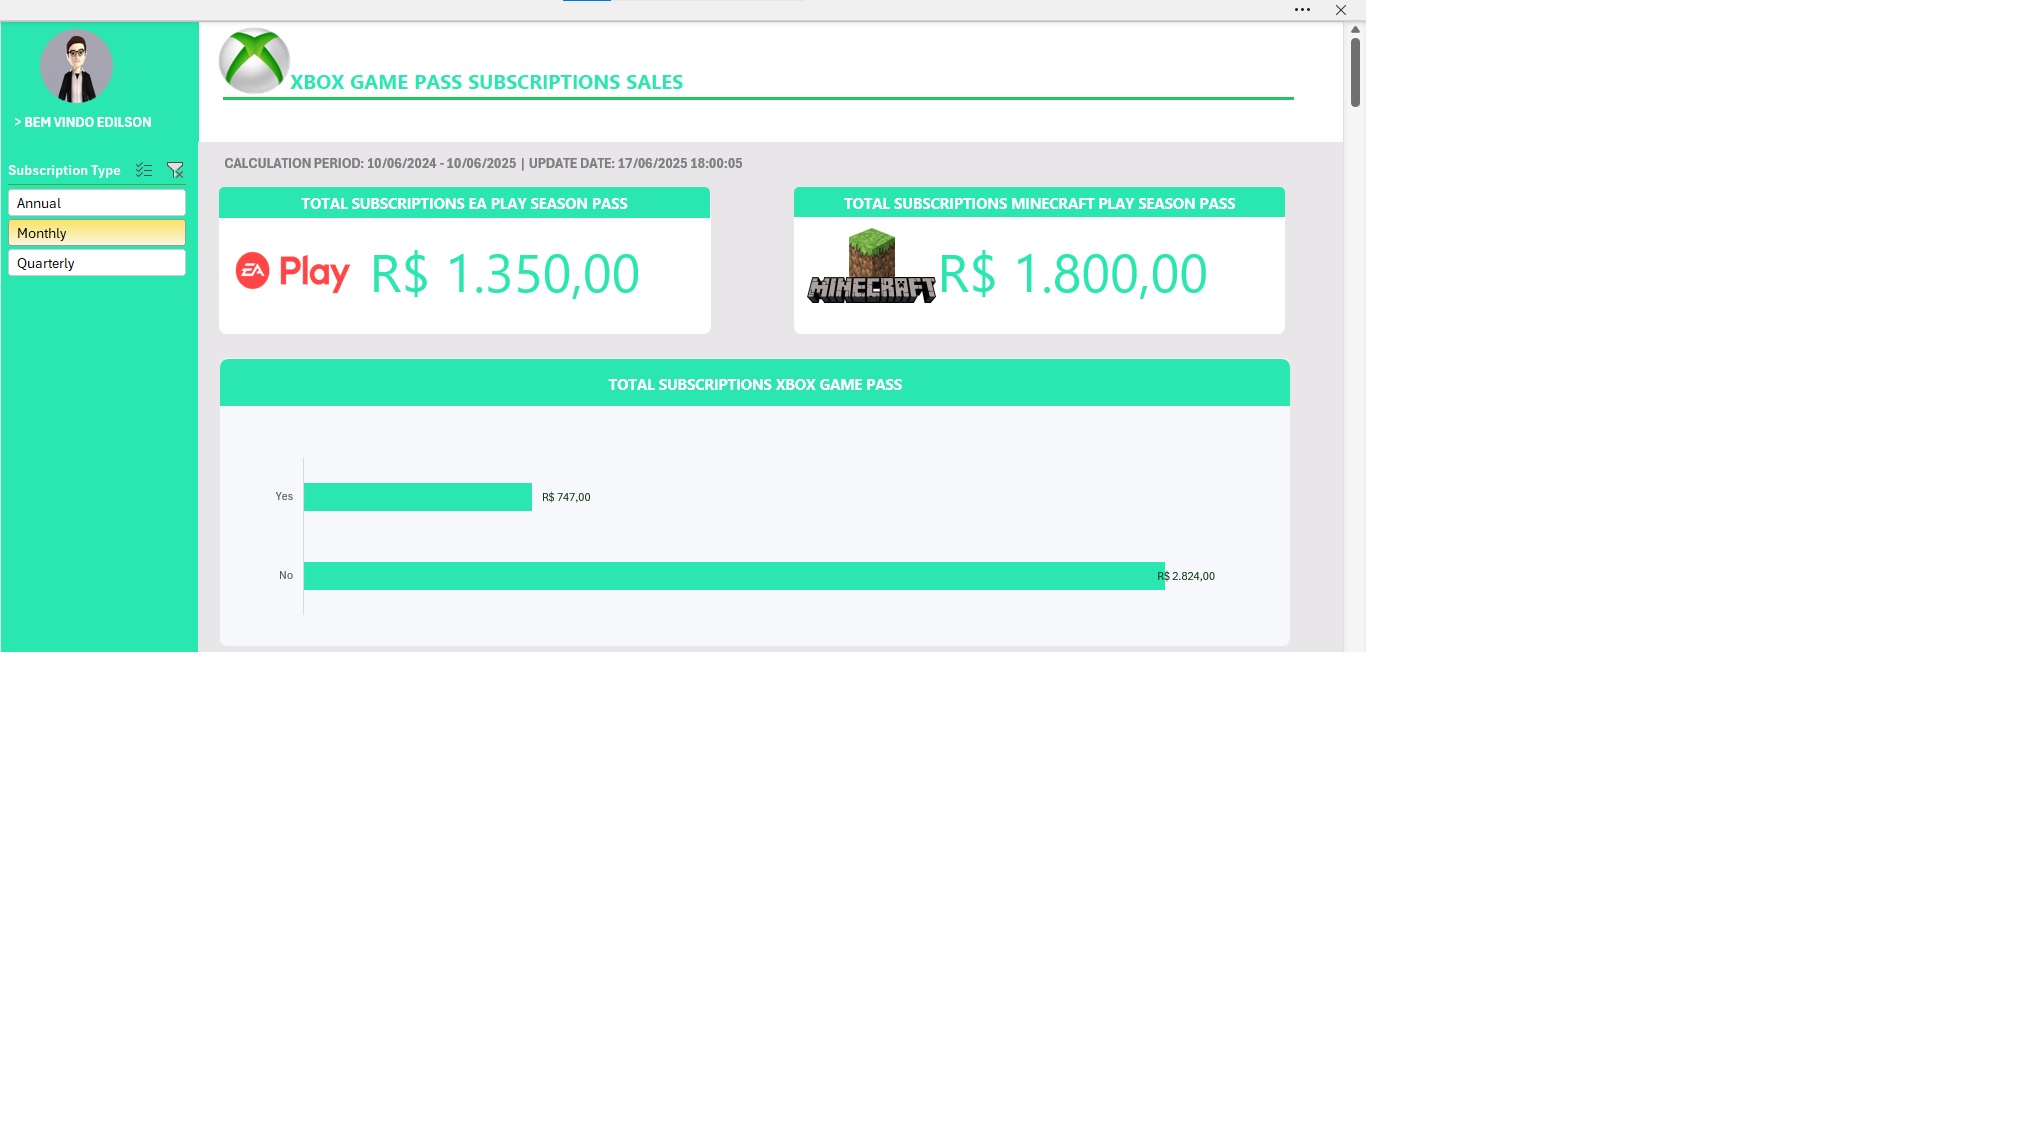 XBOX GAME PASS SUBSCRIPTIONS SALES
> BEM VINDO EDILSON
Subscription Type
Annual
Monthly
Quarterly
CALCULATION PERIOD: 10/06/2024 - 10/06/2025 | UPDATE DATE: 17/06/2025 18:00:05
TOTAL SUBSCRIPTIONS EA PLAY SEASON PASS
EA Play R$ 1.350,00
TOTAL SUBSCRIPTIONS MINECRAFT PLAY SEASON PASS
MINECRAFT R$ 1.800,00
TOTAL SUBSCRIPTIONS XBOX GAME PASS
Yes R$ 747,00
No R$ 2.824,00